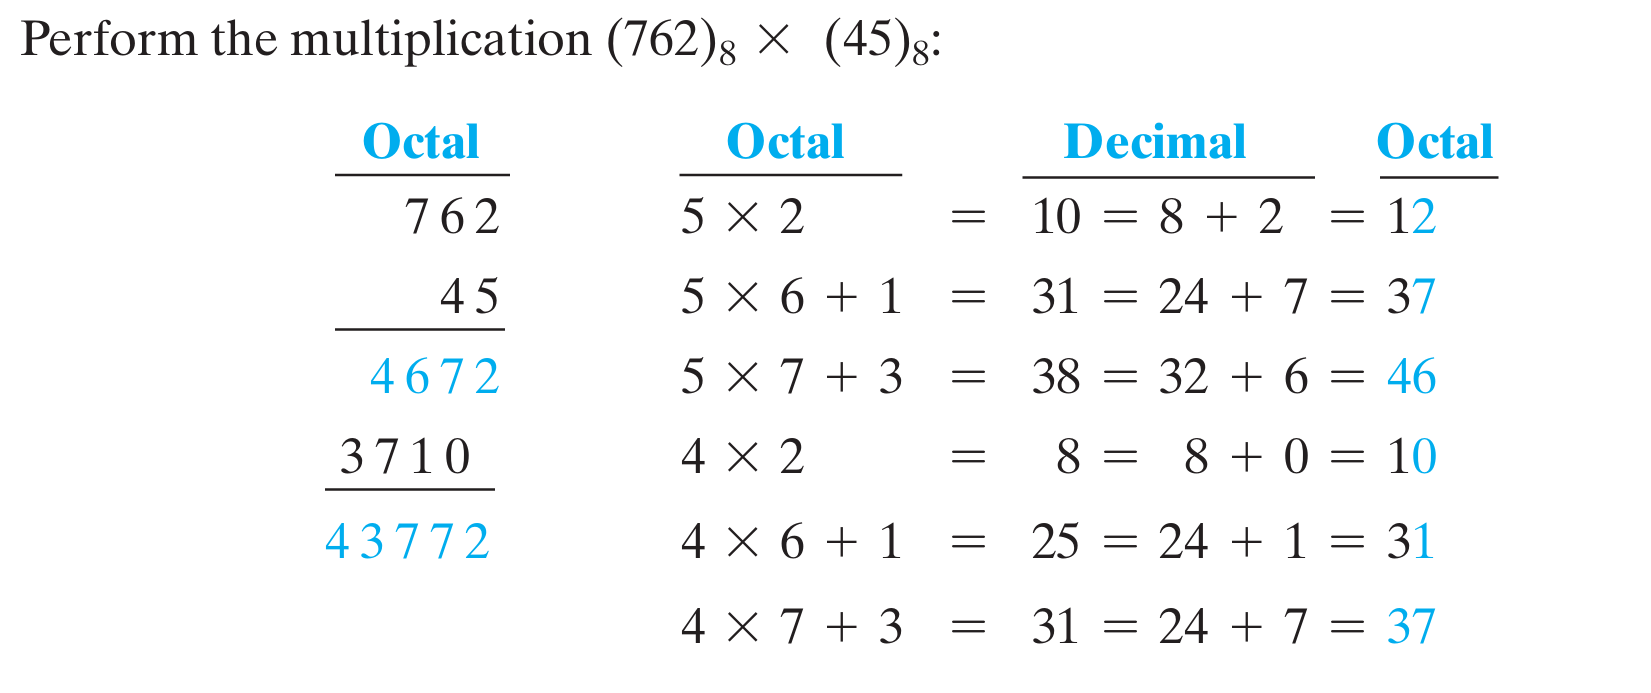 Perform the multiplication (762)₈ × (45)₈:
Octal Octal Decimal Octal
762 5 × 2 = 10 = 8 + 2 = 12
45 5 × 6 + 1 = 31 = 24 + 7 = 37
4672 5 × 7 + 3 = 38 = 32 + 6 = 46
3710 4 × 2 = 8 = 8 + 0 = 10
43772 4 × 6 + 1 = 25 = 24 + 1 = 31
4 × 7 + 3 = 31 = 24 + 7 = 37